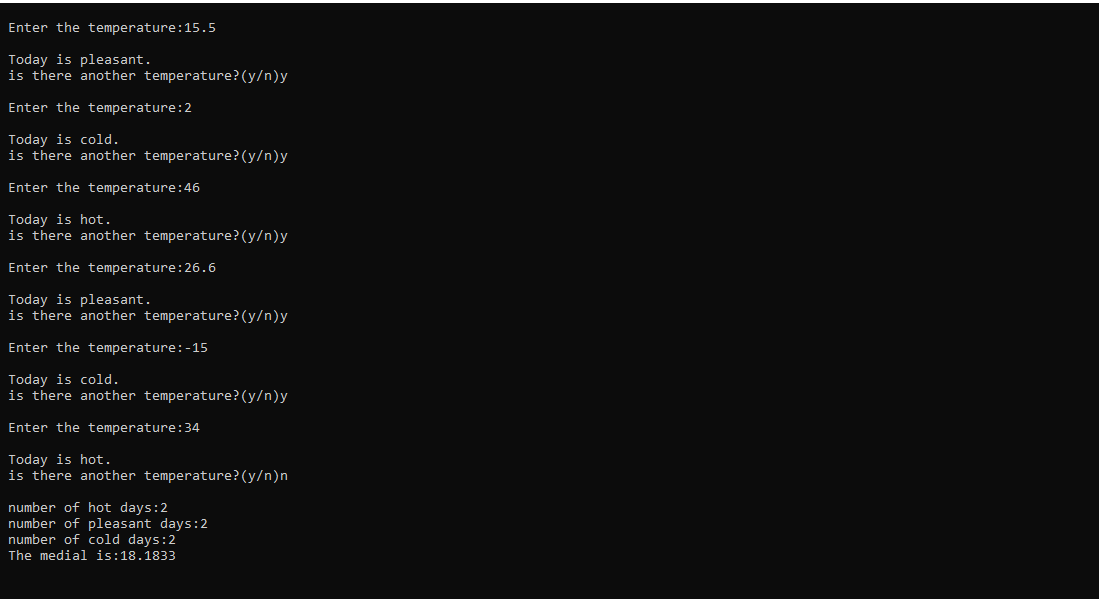 Enter the temperature:15.5
Today is pleasant.
is there another temperature?(y/n)y
Enter the temperature:2
Today is cold.
is there another temperature?(y/n)y
Enter the temperature:46
Today is hot.
is there another temperature?(y/n)y
Enter the temperature:26.6
Today is pleasant.
is there another temperature?(y/n)y
Enter the temperature:-15
Today is cold.
is there another temperature?(y/n)y
Enter the temperature:34
Today is hot.
is there another temperature?(y/n)n
number of hot days:2
number of pleasant days:2
number of cold days:2
The medial is:18.1833